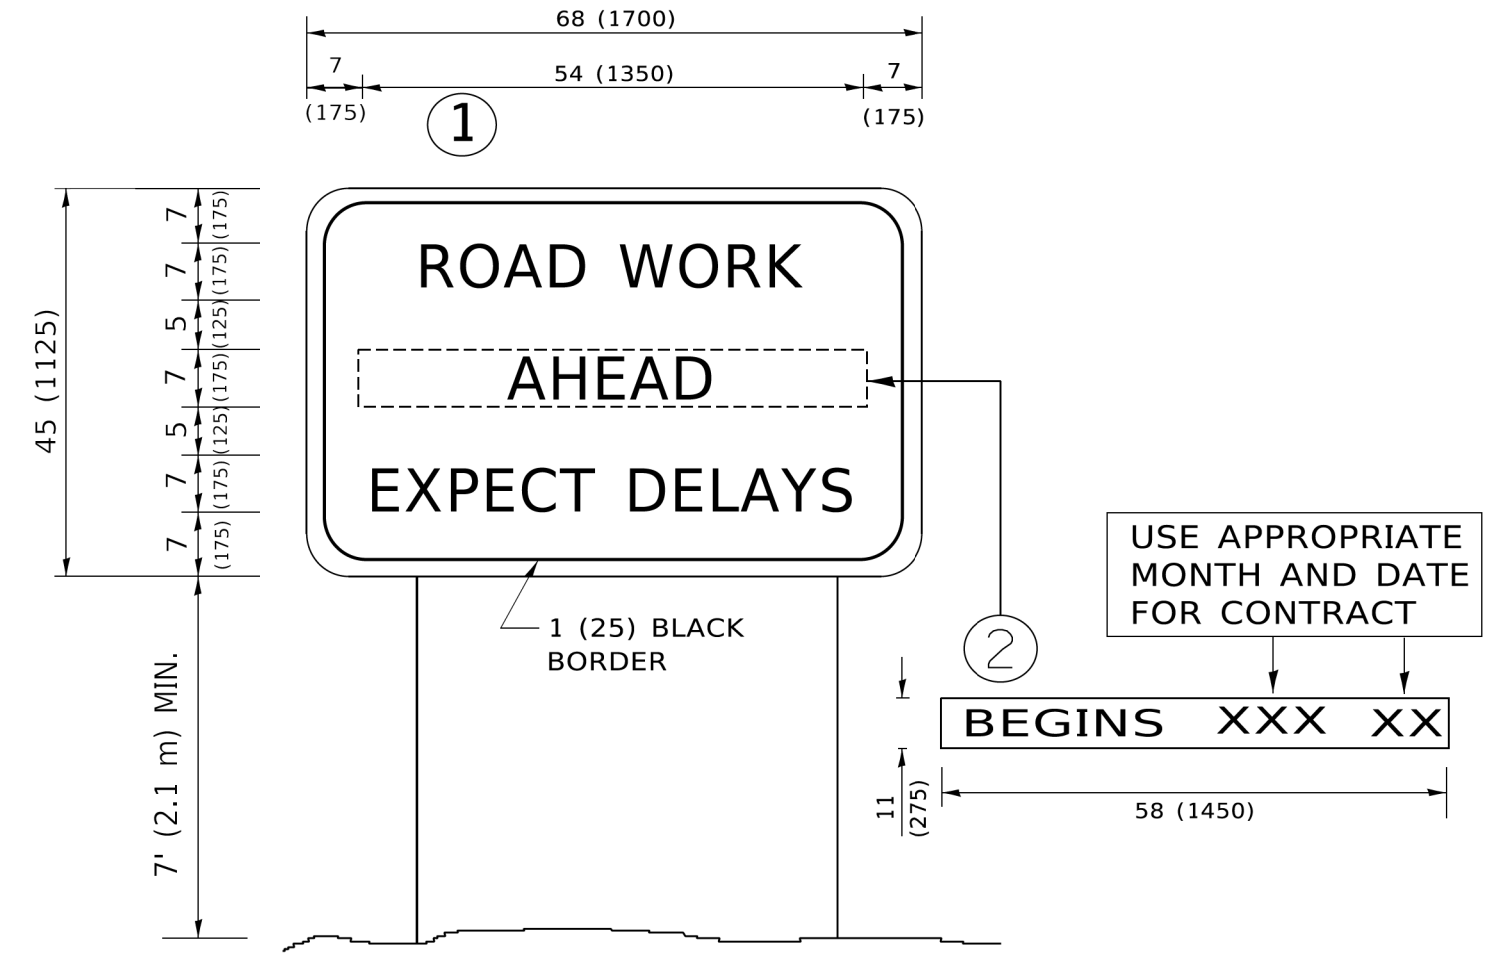 68 (1700)
7
54 (1350)
7
(175)
(175)
1
7
(175)
7
(175)
5
(125)
7
(175)
5
(125)
7
(175)
7
(175)
45 (1125)
ROAD WORK
AHEAD
EXPECT DELAYS
1 (25) BLACK
BORDER
7' (2.1 m) MIN.
2
USE APPROPRIATE
MONTH AND DATE
FOR CONTRACT
BEGINS XXX XX
11
(275)
58 (1450)